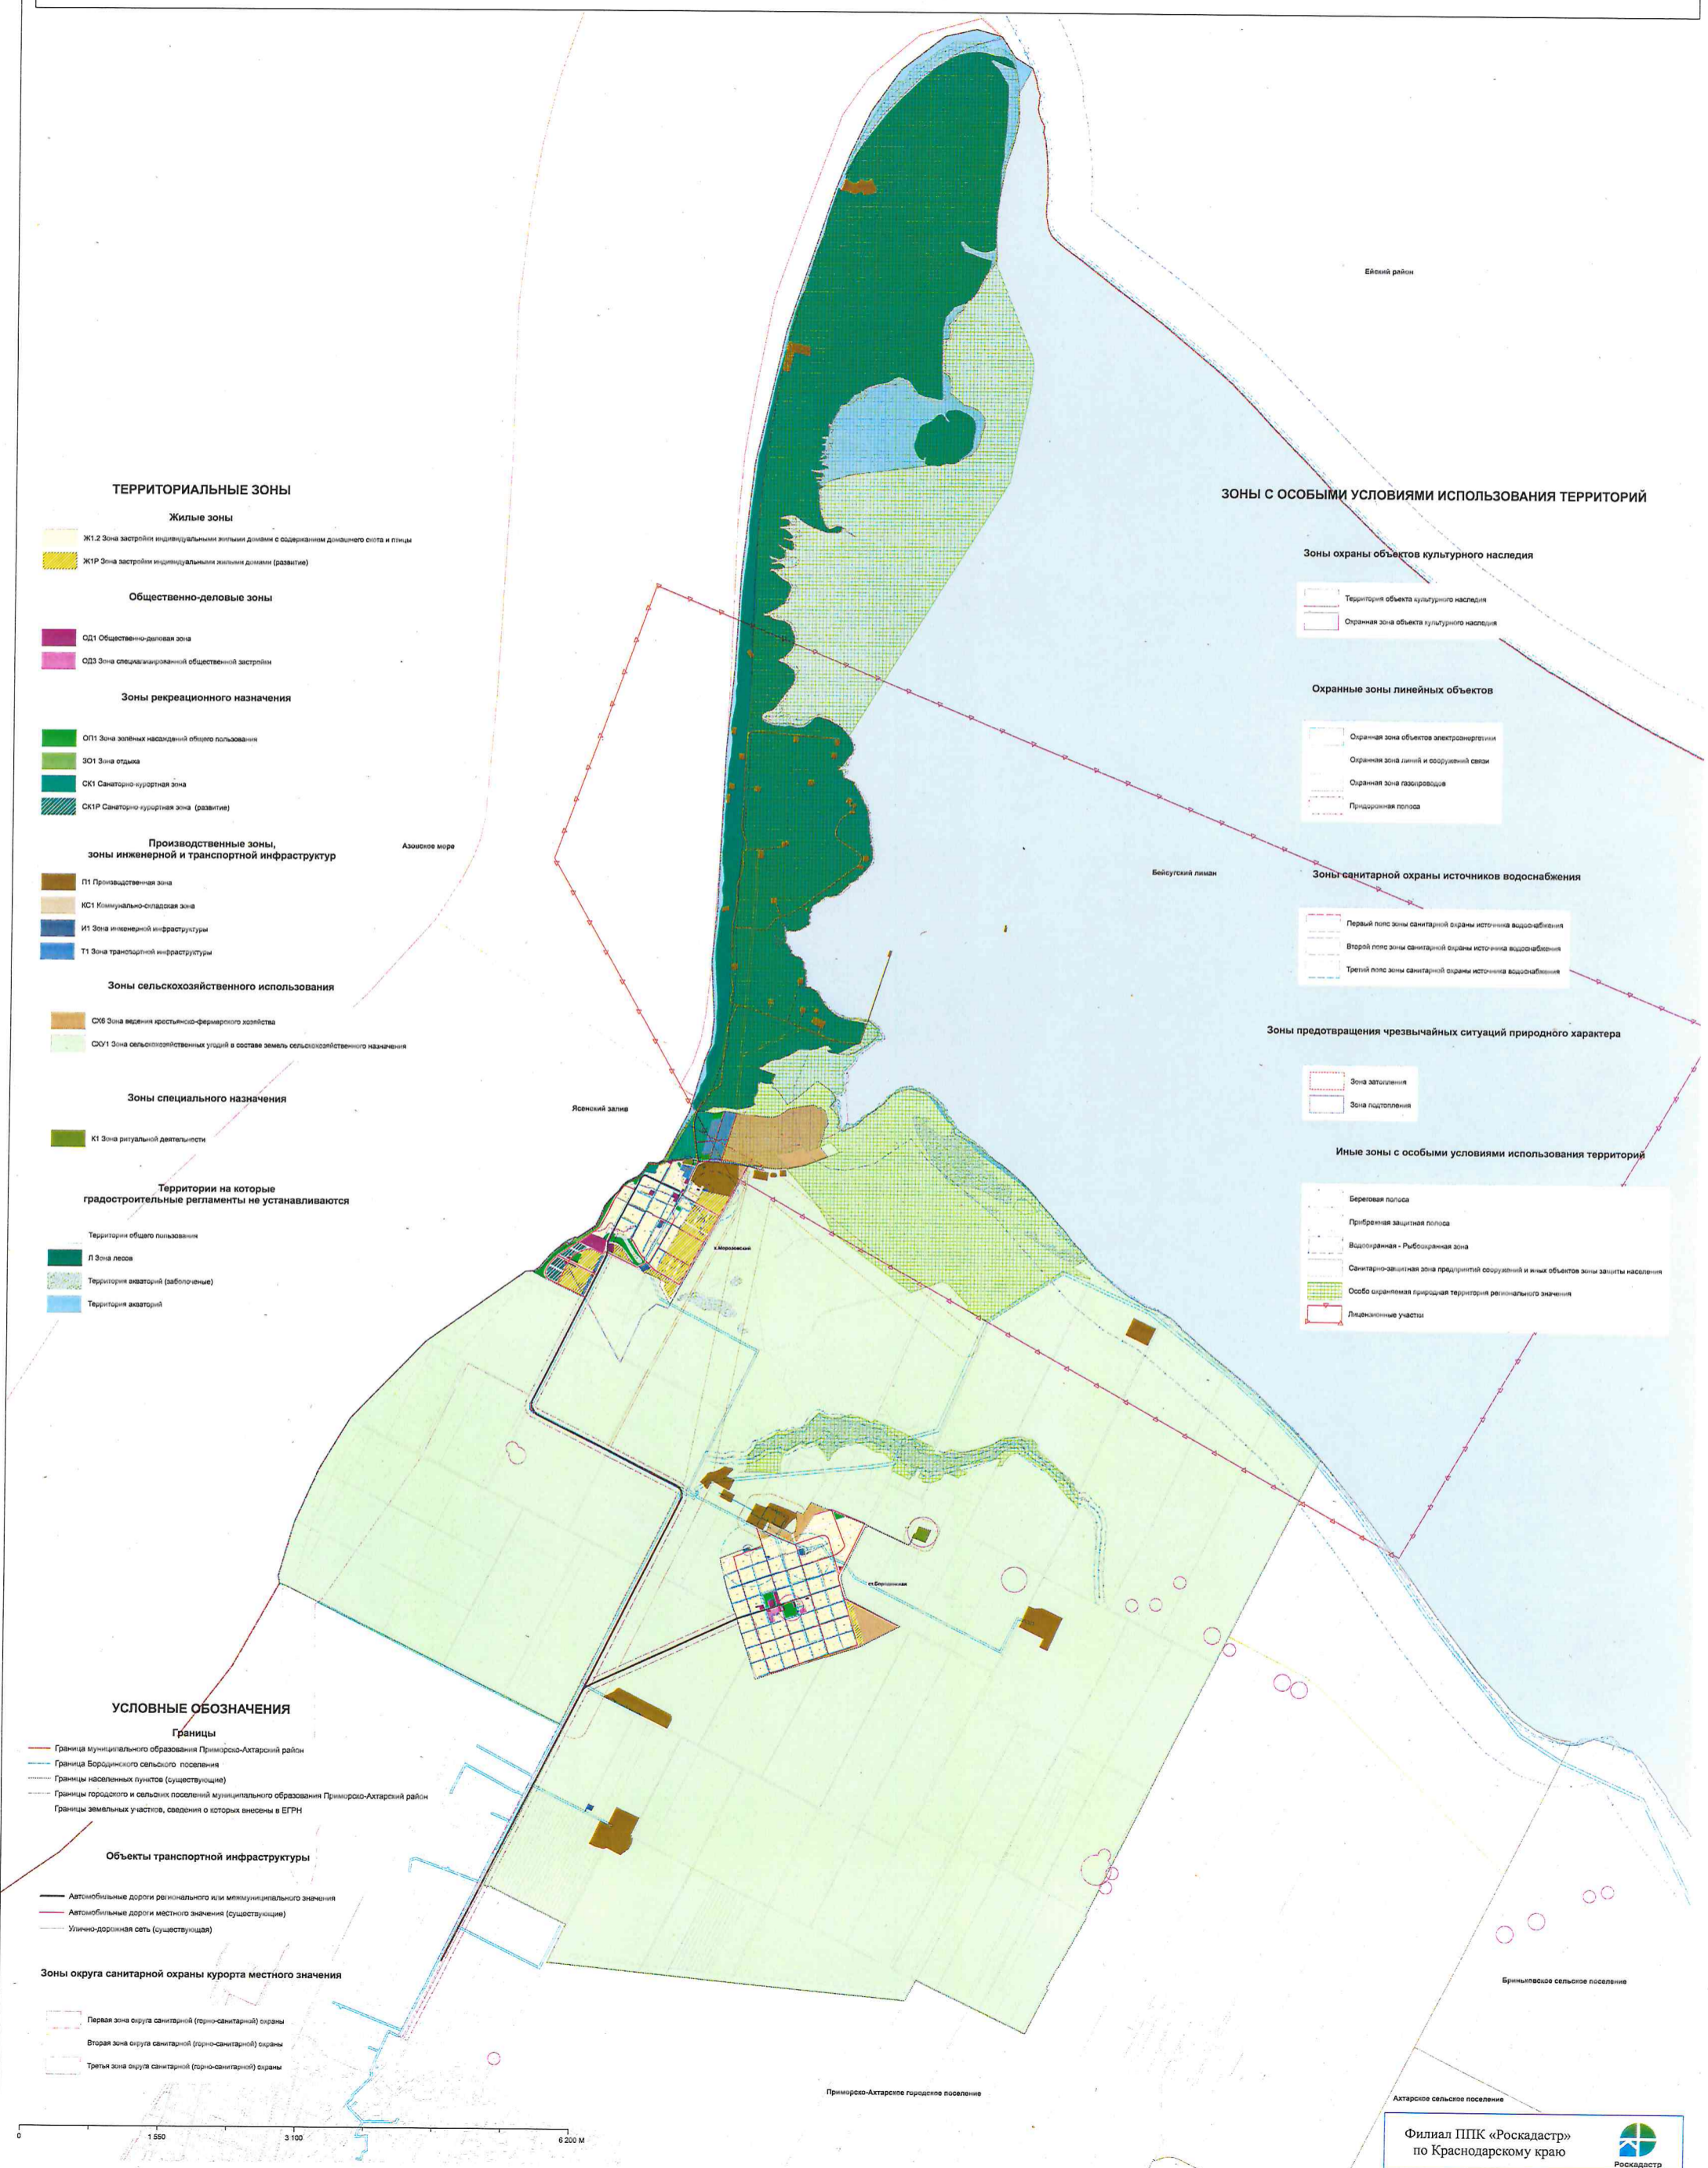 ТЕРРИТОРИАЛЬНЫЕ ЗОНЫ
Жилые зоны
Ж1.2 Зона застройки индивидуальными жилыми домами с содержанием домашнего скота и птицы
Ж1Р Зона застройки индивидуальными жилыми домами (развитие)
Общественно-деловые зоны
ОД1 Общественно-деловая зона
ОД3 Зона специализированной общественной застройки
Зоны рекреационного назначения
ОП1 Зона зелёных насаждений общего пользования
ЗО1 Зона отдыха
СК1 Санаторно-курортная зона
СК1Р Санаторно-курортная зона (развитие)
Производственные зоны,
зоны инженерной и транспортной инфраструктур
П1 Производственная зона
КС1 Коммунально-складская зона
И1 Зона инженерной инфраструктуры
Т1 Зона транспортной инфраструктуры
Зоны сельскохозяйственного использования
СХ6 Зона ведения крестьянско-фермерского хозяйства
СХУ1 Зона сельскохозяйственных угодий в составе земель сельскохозяйственного назначения
Зоны специального назначения
К1 Зона ритуальной деятельности
Территории на которые
градостроительные регламенты не устанавливаются
Территории общего пользования
Л Зона лесов
Территория акваторий (заболоченые)
Территория акваторий
УСЛОВНЫЕ ОБОЗНАЧЕНИЯ
Границы
Граница муниципального образования Приморско-Ахтарский район
Граница Бородинского сельского поселения
Границы населенных пунктов (существующие)
Границы городского и сельских поселений муниципального образования Приморско-Ахтарский район
Границы земельных участков, сведения о которых внесены в ЕГРН
Объекты транспортной инфраструктуры
Автомобильные дороги регионального или межмуниципального значения
Автомобильные дороги местного значения (существующие)
Улично-дорожная сеть (существующая)
Зоны округа санитарной охраны курорта местного значения
Первая зона округа санитарной (горно-санитарной) охраны
Вторая зона округа санитарной (горно-санитарной) охраны
Третья зона округа санитарной (горно-санитарной) охраны
0
1 550
3 100
6 200 М
Азовское море
Ясенский залив
Бейсугский лиман
Ейский район
х.Морозовский
ст.Бородинская
Приморско-Ахтарское городское поселение
Бриньковское сельское поселение
Ахтарское сельское поселение
ЗОНЫ С ОСОБЫМИ УСЛОВИЯМИ ИСПОЛЬЗОВАНИЯ ТЕРРИТОРИЙ
Зоны охраны объектов культурного наследия
Территория объекта культурного наследия
Охранная зона объекта культурного наследия
Охранные зоны линейных объектов
Охранная зона объектов электроэнергетики
Охранная зона линий и сооружений связи
Охранная зона газопроводов
Придорожная полоса
Зоны санитарной охраны источников водоснабжения
Первый пояс зоны санитарной охраны источника водоснабжения
Второй пояс зоны санитарной охраны источника водоснабжения
Третий пояс зоны санитарной охраны источника водоснабжения
Зоны предотвращения чрезвычайных ситуаций природного характера
Зона затопления
Зона подтопления
Иные зоны с особыми условиями использования территорий
Береговая полоса
Прибрежная защитная полоса
Водоохранная - Рыбоохранная зона
Санитарно-защитная зона предприятий сооружений и иных объектов зоны защиты населения
Особо охраняемая природная территория регионального значения
Лицензионные участки
Филиал ППК «Роскадастр»
по Краснодарскому краю
Роскадастр